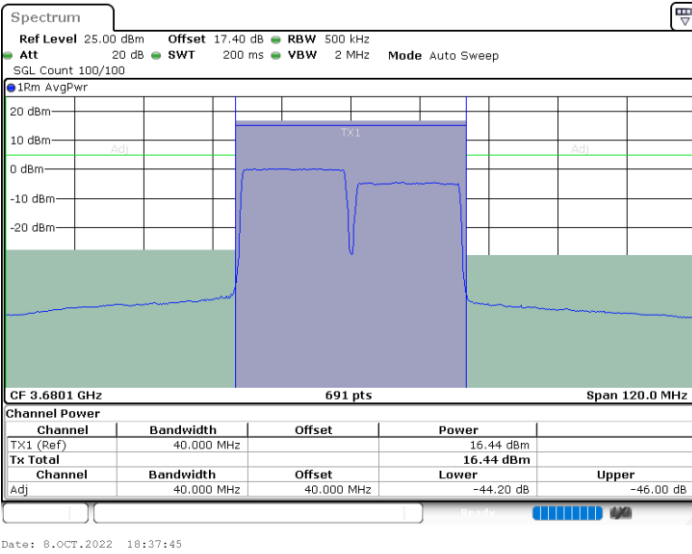 Spectrum
Ref Level 25.00 dBm Offset 17.40 dB RBW 500 kHz
Att 20 dB SWT 200 ms VBW 2 MHz Mode Auto Sweep
SGL Count 100/100
1Rm AvgPwr
20 dBm
TX1
10 dBm
Adj Adj
0 dBm
-10 dBm
-20 dBm
CF 3.6801 GHz 691 pts Span 120.0 MHz
Channel Power
Channel Bandwidth Offset Power
TX1 (Ref) 40.000 MHz 16.44 dBm
Tx Total 16.44 dBm
Channel Bandwidth Offset Lower Upper
Adj 40.000 MHz 40.000 MHz -44.20 dB -46.00 dB
Ready
Date: 8.OCT.2022 18:37:45